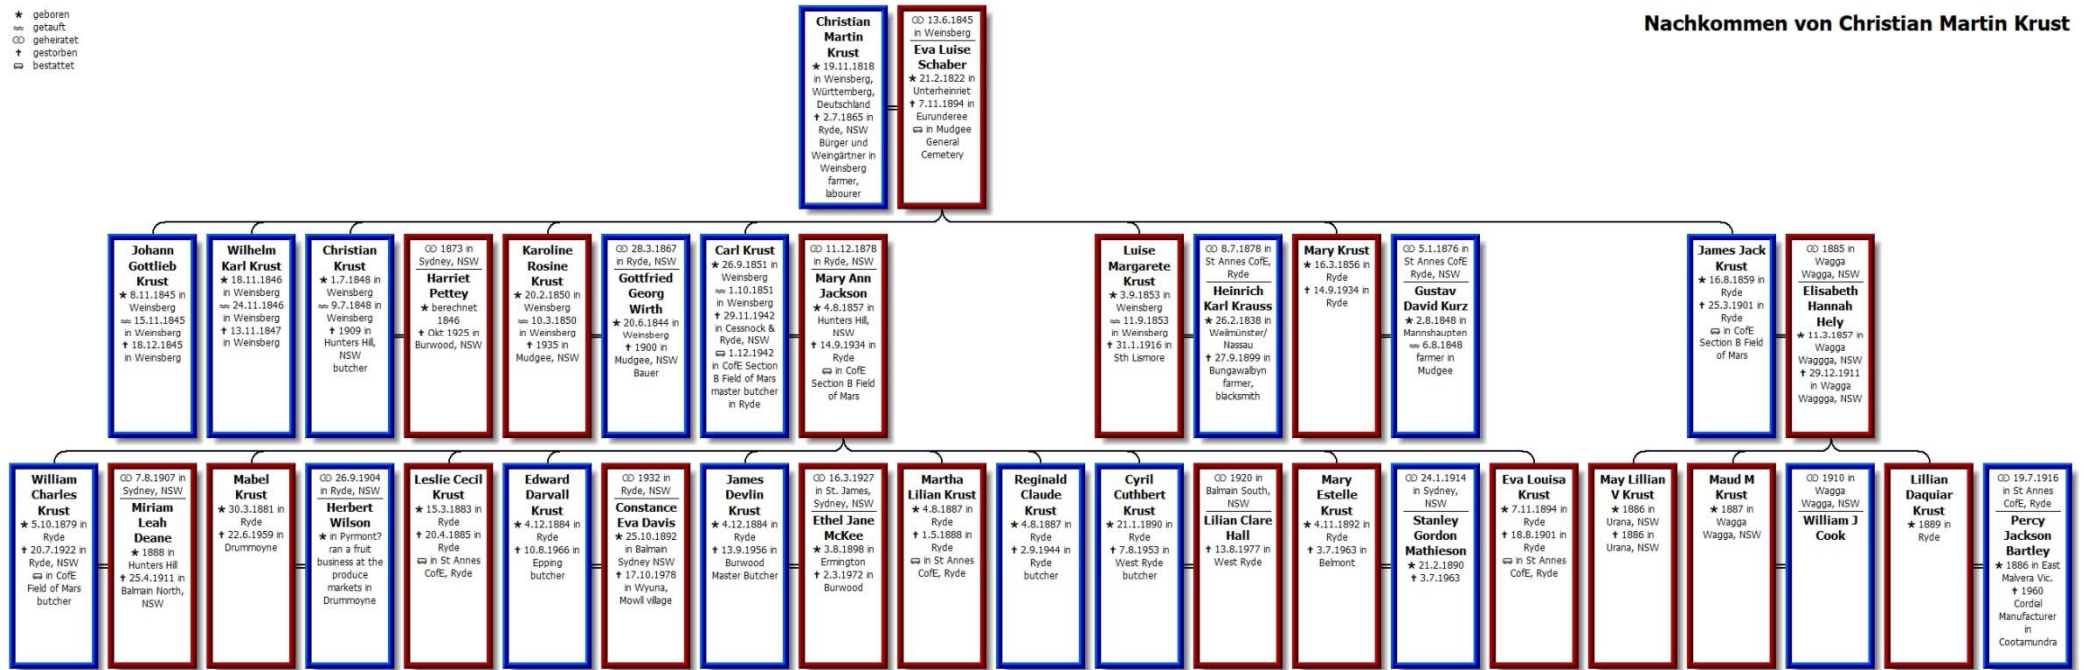 ★ geboren
≈ getauft
⚭ geheiratet
✝ gestorben
⚰ bestattet
Nachkommen von Christian Martin Krust
Christian
Martin
Krust
★ 19.11.1818
in Weinsberg,
Württemberg,
Deutschland
✝ 2.7.1865 in
Ryde, NSW
Bürger und
Weingärtner in
Weinsberg
farmer,
labourer
⚭ 13.6.1845
in Weinsberg
Eva Luise
Schaber
★ 21.2.1822 in
Unterheinriet
✝ 7.11.1894 in
Eurunderee
⚰ in Mudgee
General
Cemetery
Johann
Gottlieb
Krust
★ 8.11.1845 in
Weinsberg
≈ 15.11.1845
in Weinsberg
✝ 18.12.1845
in Weinsberg
Wilhelm
Karl Krust
★ 18.11.1846
in Weinsberg
≈ 24.11.1846
in Weinsberg
✝ 13.11.1847
in Weinsberg
Christian
Krust
★ 1.7.1848 in
Weinsberg
≈ 9.7.1848 in
Weinsberg
✝ 1909 in
Hunters Hill,
NSW
butcher
⚭ 1873 in
Sydney, NSW
Harriet
Pettey
★ berechnet
1846
✝ Okt 1925 in
Burwood, NSW
Karoline
Rosine
Krust
★ 20.2.1850 in
Weinsberg
≈ 10.3.1850
in Weinsberg
✝ 1935 in
Mudgee, NSW
⚭ 28.3.1867
in Ryde, NSW
Gottfried
Georg
Wirth
★ 20.6.1844 in
Weinsberg
✝ 1900 in
Mudgee, NSW
Bauer
Carl Krust
★ 26.9.1851 in
Weinsberg
≈ 1.10.1851
in Weinsberg
✝ 29.11.1942
in Cessnock &
Ryde, NSW
⚰ 1.12.1942
in CofE Section
B Field of Mars
master butcher
in Ryde
⚭ 11.12.1878
in Ryde, NSW
Mary Ann
Jackson
★ 4.8.1857 in
Hunters Hill,
NSW
✝ 14.9.1934 in
Ryde
⚰ in CofE
Section B Field
of Mars
Luise
Margarete
Krust
★ 3.9.1853 in
Weinsberg
≈ 11.9.1853
in Weinsberg
✝ 31.1.1916 in
Sth Lismore
⚭ 8.7.1878 in
St Annes CofE,
Ryde
Heinrich
Karl Krauss
★ 26.2.1838 in
Weilmünster/
Nassau
✝ 27.9.1899 in
Bungawalbyn
farmer,
blacksmith
Mary Krust
★ 16.3.1856 in
Ryde
✝ 14.9.1934 in
Ryde
⚭ 5.1.1876 in
St Annes CofE
Ryde, NSW
Gustav
David Kurz
★ 2.8.1848 in
Mannshaupten
≈ 6.8.1848
farmer in
Mudgee
James Jack
Krust
★ 16.8.1859 in
Ryde
✝ 25.3.1901 in
Ryde
⚰ in CofE
Section B Field
of Mars
⚭ 1885 in
Wagga
Wagga, NSW
Elisabeth
Hannah
Hely
★ 11.3.1857 in
Wagga
Waggga, NSW
✝ 29.12.1911
in Wagga
Waggga, NSW
William
Charles
Krust
★ 5.10.1879 in
Ryde
✝ 20.7.1922 in
Ryde, NSW
⚰ in CofE
Field of Mars
butcher
⚭ 7.8.1907 in
Sydney, NSW
Miriam
Leah
Deane
★ 1888 in
Hunters Hill
✝ 25.4.1911 in
Balmain North,
NSW
Mabel
Krust
★ 30.3.1881 in
Ryde
✝ 22.6.1959 in
Drummoyne
⚭ 26.9.1904
in Ryde, NSW
Herbert
Wilson
★ in Pyrmont?
ran a fruit
business at the
produce
markets in
Drummoyne
Leslie Cecil
Krust
★ 15.3.1883 in
Ryde
✝ 20.4.1885 in
Ryde
⚰ in St Annes
CofE, Ryde
Edward
Darvall
Krust
★ 4.12.1884 in
Ryde
✝ 10.8.1966 in
Epping
butcher
⚭ 1932 in
Ryde, NSW
Constance
Eva Davis
★ 25.10.1892
in Balmain
Sydney NSW
✝ 17.10.1978
in Wyuna,
Mowll village
James
Devlin
Krust
★ 4.12.1884 in
Ryde
✝ 13.9.1956 in
Burwood
Master Butcher
⚭ 16.3.1927
in St. James,
Sydney, NSW
Ethel Jane
McKee
★ 3.8.1898 in
Ermington
✝ 2.3.1972 in
Burwood
Martha
Lilian Krust
★ 4.8.1887 in
Ryde
✝ 1.5.1888 in
Ryde
⚰ in St Annes
CofE, Ryde
Reginald
Claude
Krust
★ 4.8.1887 in
Ryde
✝ 2.9.1944 in
Ryde
butcher
Cyril
Cuthbert
Krust
★ 21.1.1890 in
Ryde
✝ 7.8.1953 in
West Ryde
butcher
⚭ 1920 in
Balmain South,
NSW
Lilian Clare
Hall
✝ 13.8.1977 in
West Ryde
Mary
Estelle
Krust
★ 4.11.1892 in
Ryde
✝ 3.7.1963 in
Belmont
⚭ 24.1.1914
in Sydney,
NSW
Stanley
Gordon
Mathieson
★ 21.2.1890
✝ 3.7.1963
Eva Louisa
Krust
★ 7.11.1894 in
Ryde
✝ 18.8.1901 in
Ryde
⚰ in St Annes
CofE, Ryde
May Lillian
V Krust
★ 1886 in
Urana, NSW
✝ 1886 in
Urana, NSW
Maud M
Krust
★ 1887 in
Wagga
Wagga, NSW
⚭ 1910 in
Wagga
Wagga, NSW
William J
Cook
Lillian
Daquiar
Krust
★ 1889 in
Ryde
⚭ 19.7.1916
in St Annes
CofE, Ryde
Percy
Jackson
Bartley
★ 1886 in East
Malvera Vic.
✝ 1960
Cordial
Manufacturer
in
Cootamundra